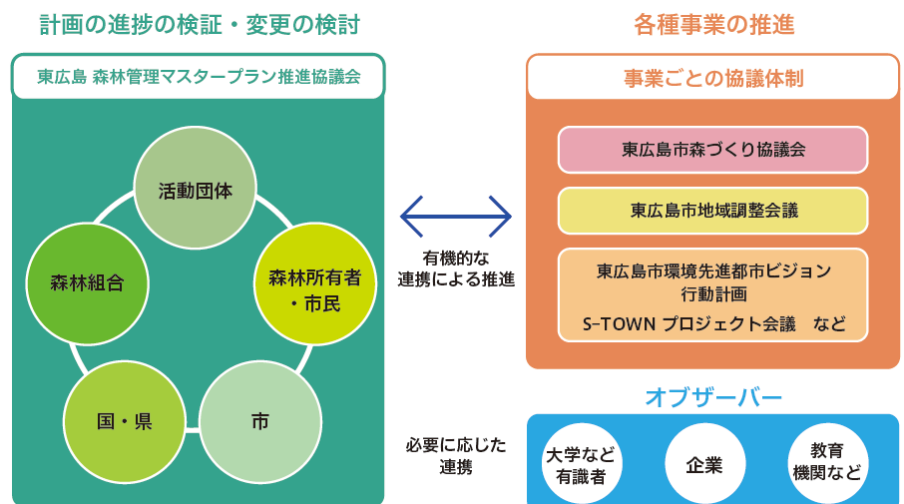 計画の進捗の検証・変更の検討
東広島 森林管理マスタープラン推進協議会
活動団体
森林組合
森林所有者
・市民
国・県
市
有機的な
連携による推進
必要に応じた
連携
各種事業の推進
事業ごとの協議体制
東広島市森づくり協議会
東広島市地域調整会議
東広島市環境先進都市ビジョン
行動計画
S-TOWN プロジェクト会議　など
オブザーバー
大学など
有識者
企業
教育
機関など